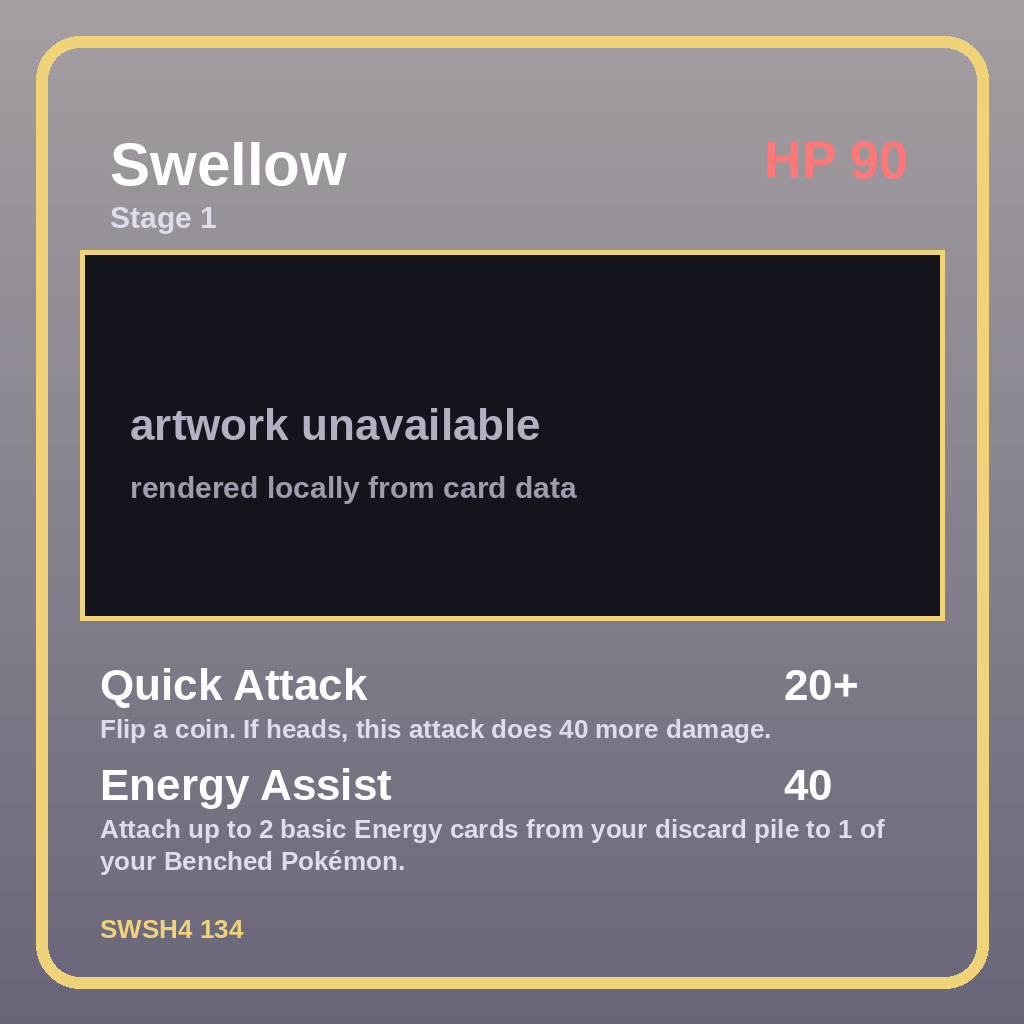 Swellow
HP 90
Stage 1
artwork unavailable
rendered locally from card data
Quick Attack 20+
Flip a coin. If heads, this attack does 40 more damage.
Energy Assist 40
Attach up to 2 basic Energy cards from your discard pile to 1 of
your Benched Pokémon.
SWSH4 134